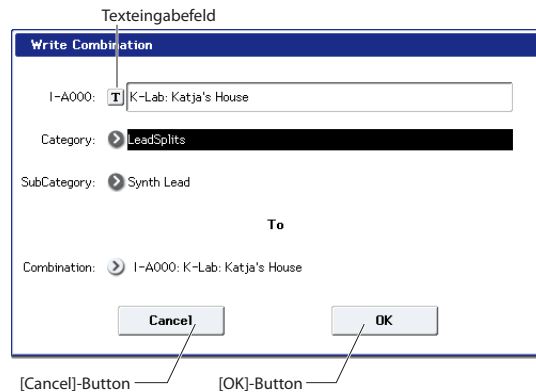 Texteingabefeld
Write Combination
I-A000: T K-Lab: Katja's House
Category: LeadSplits
SubCategory: Synth Lead
To
Combination: I-A000: K-Lab: Katja's House
Cancel OK
[Cancel]-Button [OK]-Button